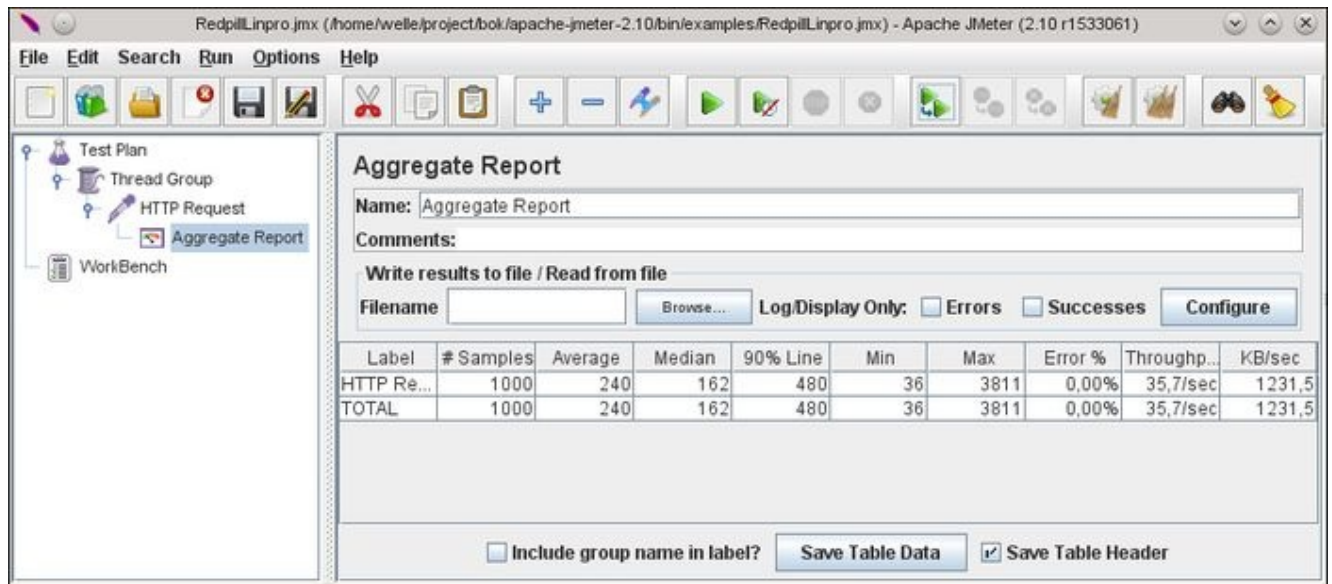 RedpillLinpro.jmx (/home/welle/project/bok/apache-jmeter-2.10/bin/examples/RedpillLinpro.jmx) - Apache JMeter (2.10 r1533061)
File Edit Search Run Options Help
Test Plan
Thread Group
HTTP Request
Aggregate Report
WorkBench
Aggregate Report
Name: Aggregate Report
Comments:
Write results to file / Read from file
Filename Browse... Log/Display Only: Errors Successes Configure
Label # Samples Average Median 90% Line Min Max Error % Throughp... KB/sec
HTTP Re... 1000 240 162 480 36 3811 0,00% 35,7/sec 1231,5
TOTAL 1000 240 162 480 36 3811 0,00% 35,7/sec 1231,5
Include group name in label? Save Table Data Save Table Header